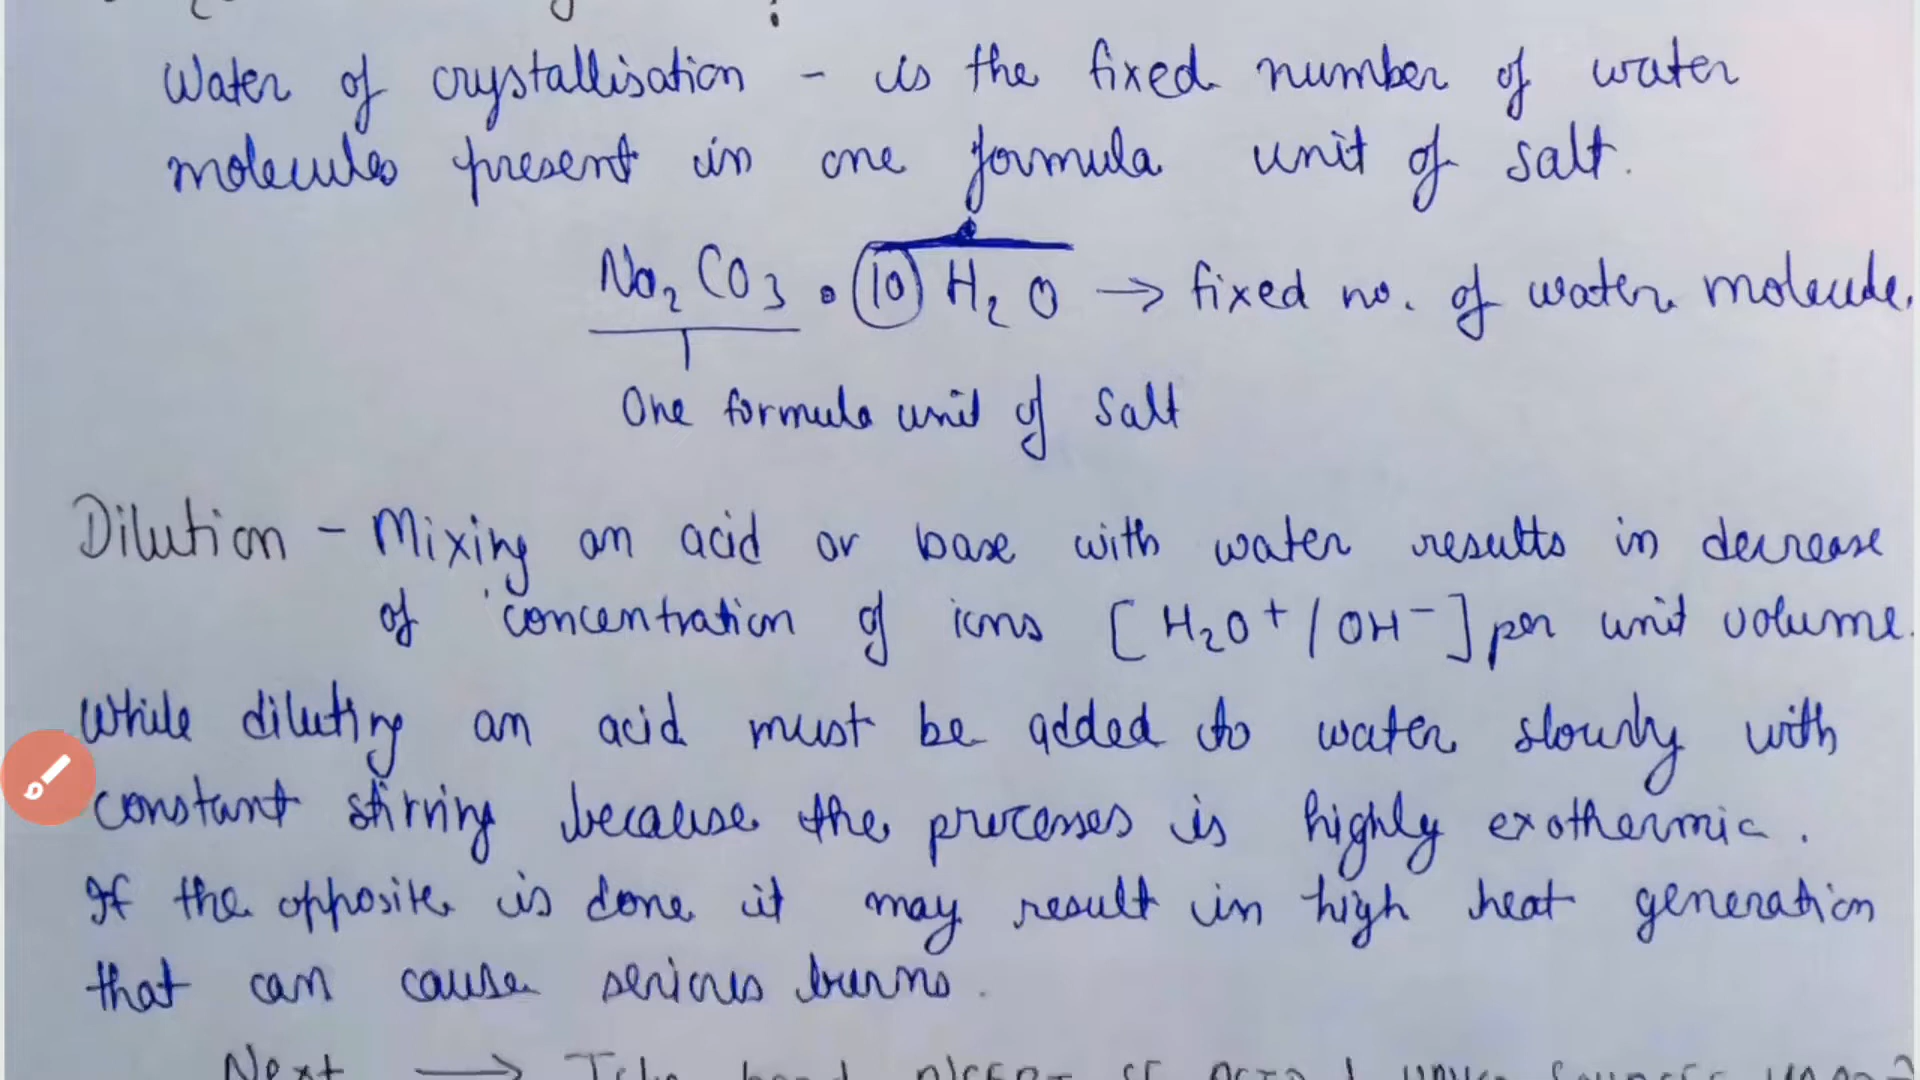 Water of crystallisation - is the fixed number of water
molecules present in one formula unit of salt.
Na₂CO₃ • 10 H₂O → fixed no. of water molecule.
One formula unit of Salt
Dilution - Mixing an acid or base with water results in decrease
of concentration of ions [H₂O⁺/OH⁻] per unit volume.
While diluting an acid must be added to water slowly with
constant stirring because the processes is highly exothermic.
If the opposite is done it may result in high heat generation
that can cause serious burns.
Next →